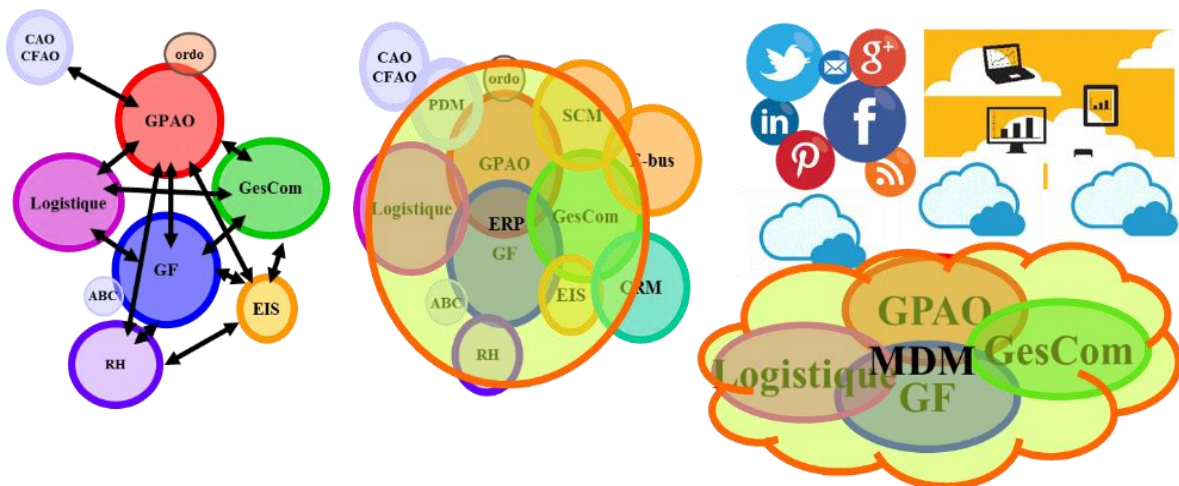 CAO
CFAO
ordo
GPAO
Logistique
GesCom
GF
ABC
EIS
RH
CAO
CFAO
ordo
PDM
SCM
GPAO
E-bus
Logistique
GesCom
ERP
GF
EIS
CRM
ABC
RH
g+
in
f
GPAO
GesCom
MDM
Logistique
GF